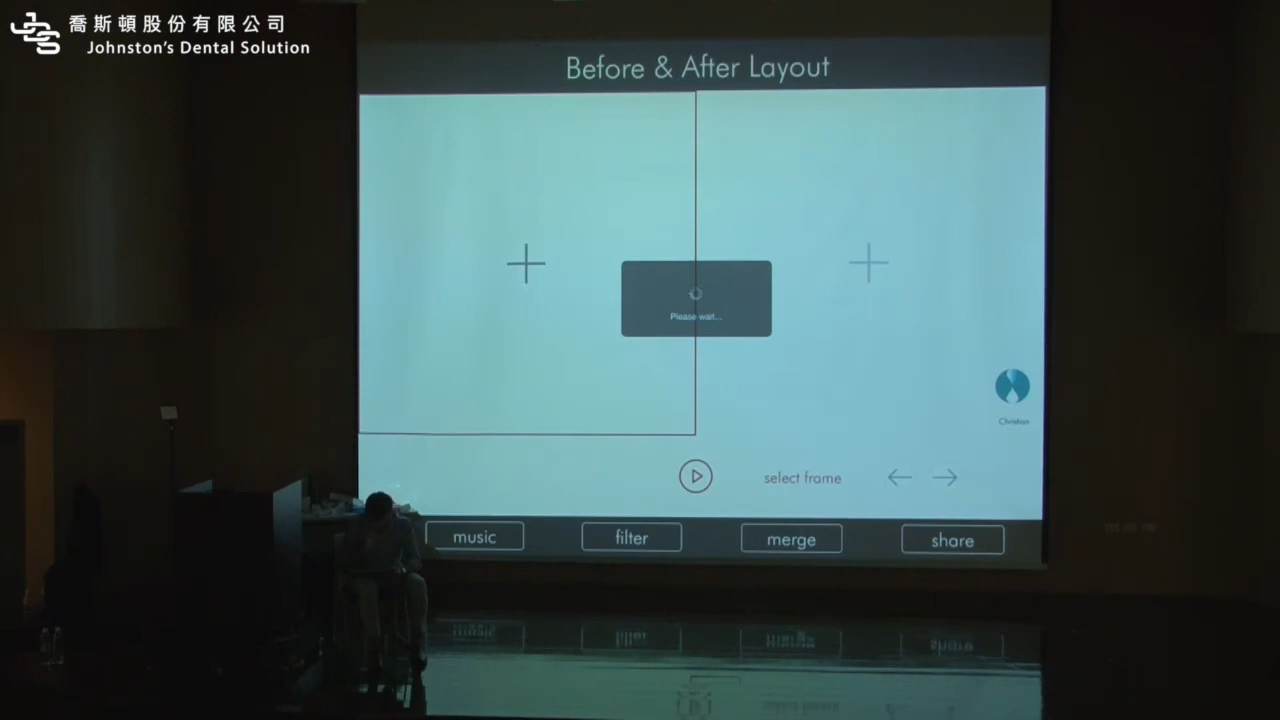 喬斯頓股份有限公司
Johnston's Dental Solution
Before & After Layout
Please wait...
Christian
select frame
music
filter
merge
share